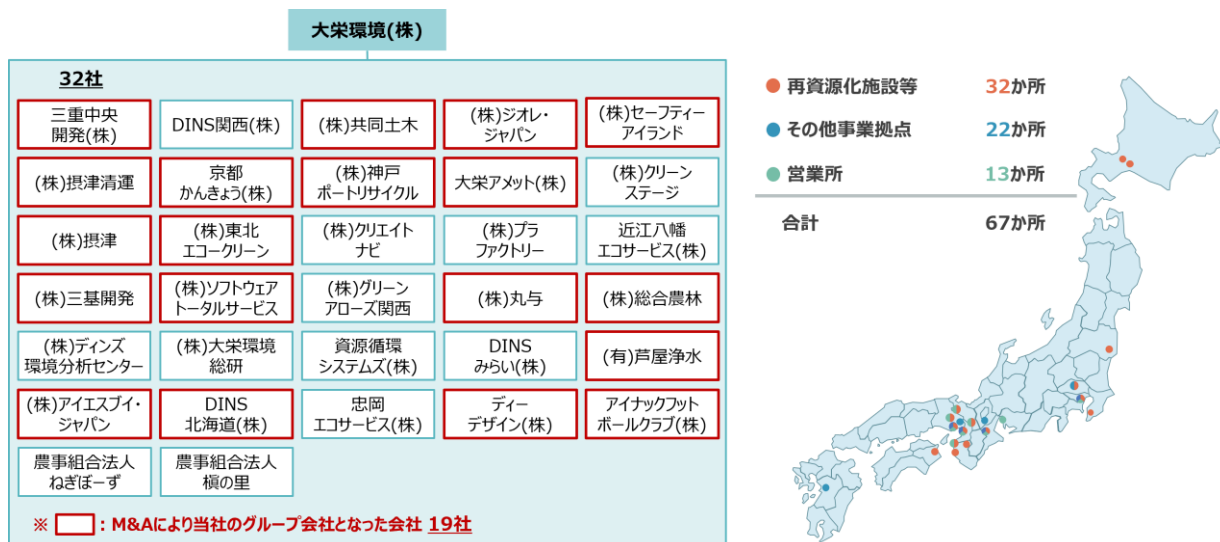 大栄環境(株)
32社
三重中央
開発(株)
DINS関西(株)
(株)共同土木
(株)ジオレ・
ジャパン
(株)セーフティー
アイランド
(株)摂津清運
京都
かんきょう(株)
(株)神戸
ポートリサイクル
大栄アメット(株)
(株)クリーン
ステージ
(株)摂津
(株)東北
エコークリーン
(株)クリエイト
ナビ
(株)プラ
ファクトリー
近江八幡
エコサービス(株)
(株)三基開発
(株)ソフトウェア
トータルサービス
(株)グリーン
アローズ関西
(株)丸与
(株)総合農林
(株)ディンズ
環境分析センター
(株)大栄環境
総研
資源循環
システムズ(株)
DINS
みらい(株)
(有)芦屋浄水
(株)アイエスブイ・
ジャパン
DINS
北海道(株)
忠岡
エコサービス(株)
ディー
デザイン(株)
アイナックフット
ボールクラブ(株)
農事組合法人
ねぎぼーず
農事組合法人
槇の里
※ : M&Aにより当社のグループ会社となった会社 19社
再資源化施設等 32か所
その他事業拠点 22か所
営業所 13か所
合計 67か所